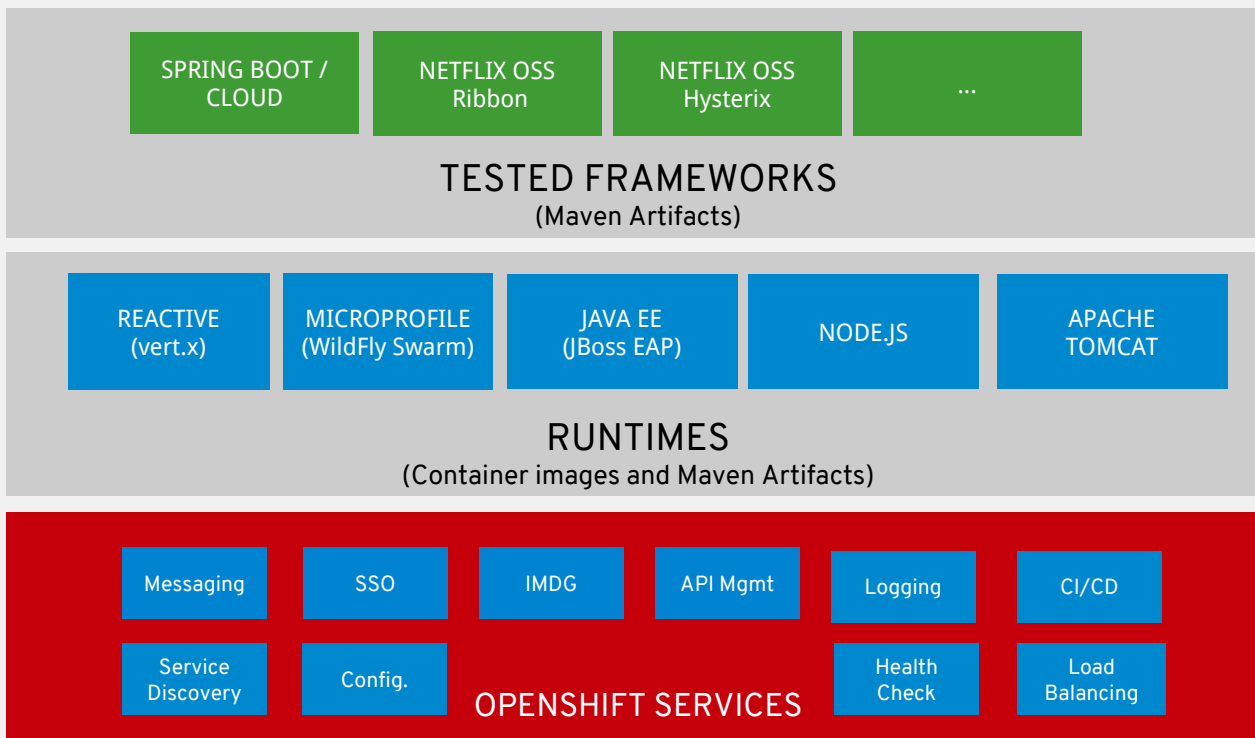 SPRING BOOT /
CLOUD
NETFLIX OSS
Ribbon
NETFLIX OSS
Hysterix
...
TESTED FRAMEWORKS
(Maven Artifacts)
REACTIVE
(vert.x)
MICROPROFILE
(WildFly Swarm)
JAVA EE
(JBoss EAP)
NODE.JS
APACHE
TOMCAT
RUNTIMES
(Container images and Maven Artifacts)
Messaging
SSO
IMDG
API Mgmt
Logging
CI/CD
Service
Discovery
Config.
OPENSHIFT SERVICES
Health
Check
Load
Balancing